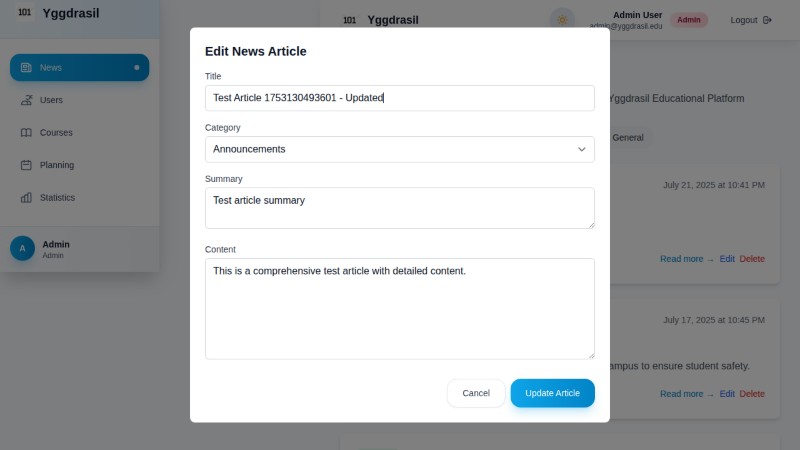 101 Yggdrasil
News
Users
Courses
Planning
Statistics
A
Admin
Admin
101 Yggdrasil
Admin User
admin@yggdrasil.edu
Admin
Logout
Yggdrasil Educational Platform
General
July 21, 2025 at 10:41 PM
Read more → Edit Delete
July 17, 2025 at 10:45 PM
ampus to ensure student safety.
Read more → Edit Delete
Edit News Article
Title
Test Article 1753130493601 - Updated
Category
Announcements
Summary
Test article summary
Content
This is a comprehensive test article with detailed content.
Cancel
Update Article